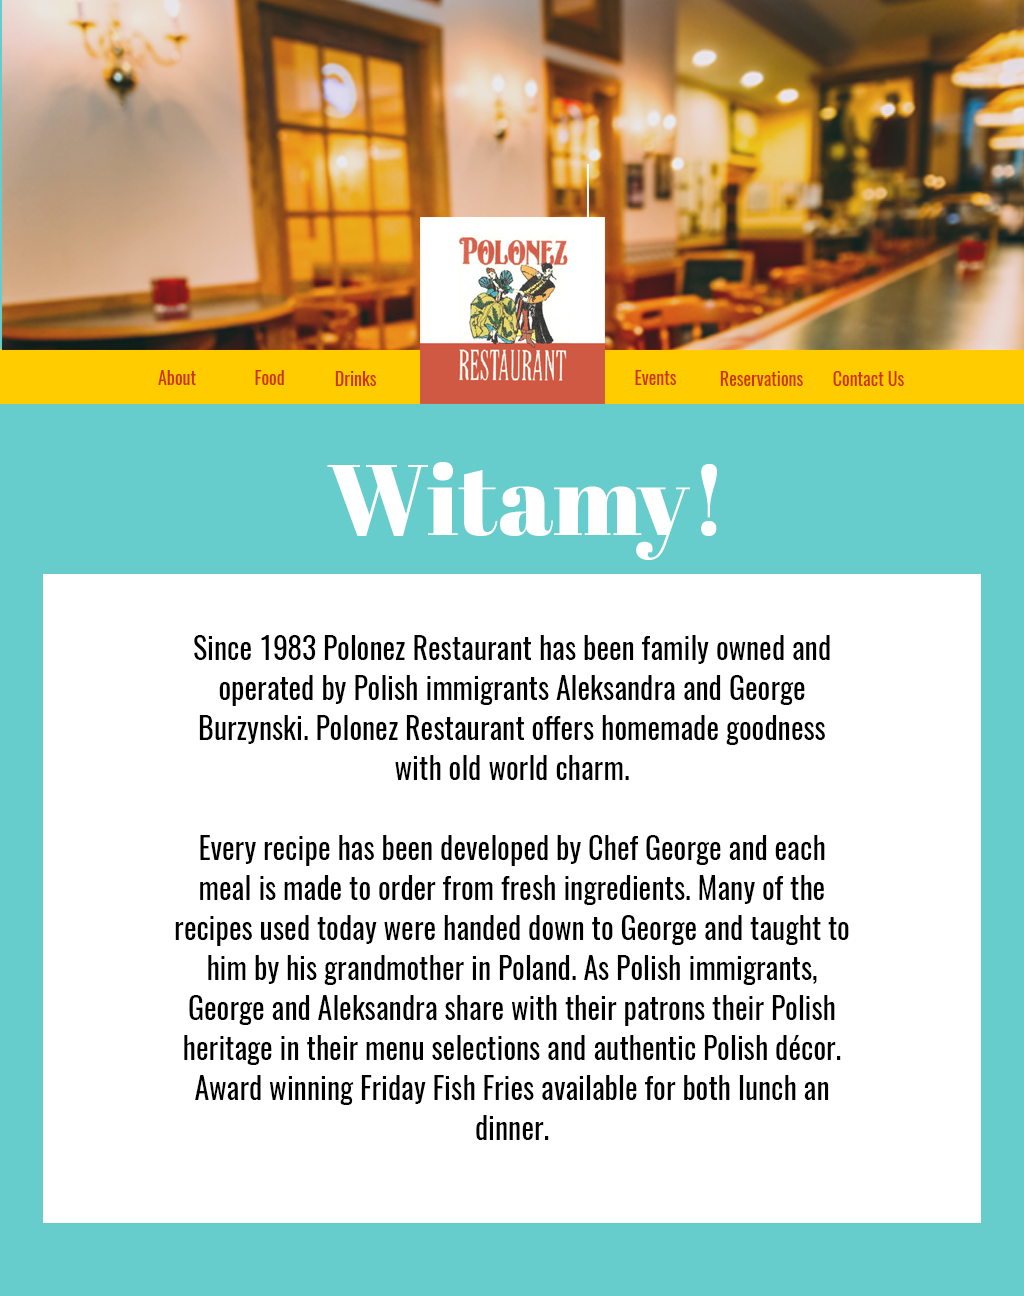 POLONEZ
RESTAURANT
About Food Drinks Events Reservations Contact Us
Witamy!
Since 1983 Polonez Restaurant has been family owned and
operated by Polish immigrants Aleksandra and George
Burzynski. Polonez Restaurant offers homemade goodness
with old world charm.
Every recipe has been developed by Chef George and each
meal is made to order from fresh ingredients. Many of the
recipes used today were handed down to George and taught to
him by his grandmother in Poland. As Polish immigrants,
George and Aleksandra share with their patrons their Polish
heritage in their menu selections and authentic Polish décor.
Award winning Friday Fish Fries available for both lunch an
dinner.